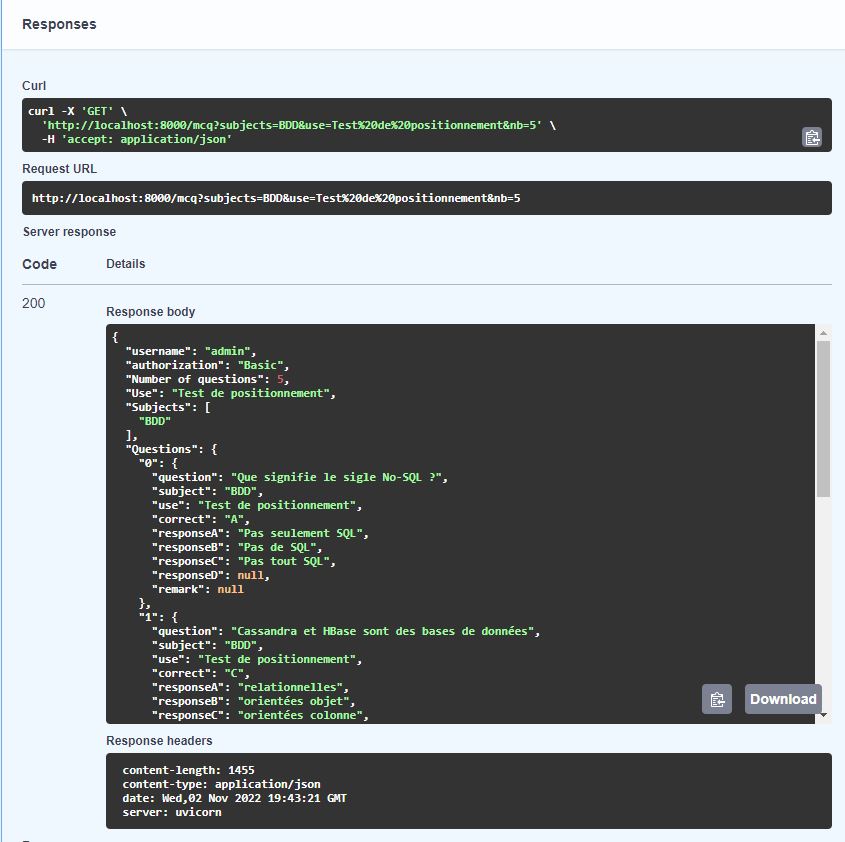 Responses
Curl
curl -X 'GET' \
  'http://localhost:8000/mcq?subjects=BDD&use=Test%20de%20positionnement&nb=5' \
  -H 'accept: application/json'
Request URL
http://localhost:8000/mcq?subjects=BDD&use=Test%20de%20positionnement&nb=5
Server response
Code Details
200
Response body
{
  "username": "admin",
  "authorization": "Basic",
  "Number of questions": 5,
  "Use": "Test de positionnement",
  "Subjects": [
    "BDD"
  ],
  "Questions": {
    "0": {
      "question": "Que signifie le sigle No-SQL ?",
      "subject": "BDD",
      "use": "Test de positionnement",
      "correct": "A",
      "responseA": "Pas seulement SQL",
      "responseB": "Pas de SQL",
      "responseC": "Pas tout SQL",
      "responseD": null,
      "remark": null
    },
    "1": {
      "question": "Cassandra et HBase sont des bases de données",
      "subject": "BDD",
      "use": "Test de positionnement",
      "correct": "C",
      "responseA": "relationnelles",
      "responseB": "orientées objet",
      "responseC": "orientées colonne",
Download
Response headers
content-length: 1455
content-type: application/json
date: Wed,02 Nov 2022 19:43:21 GMT
server: uvicorn